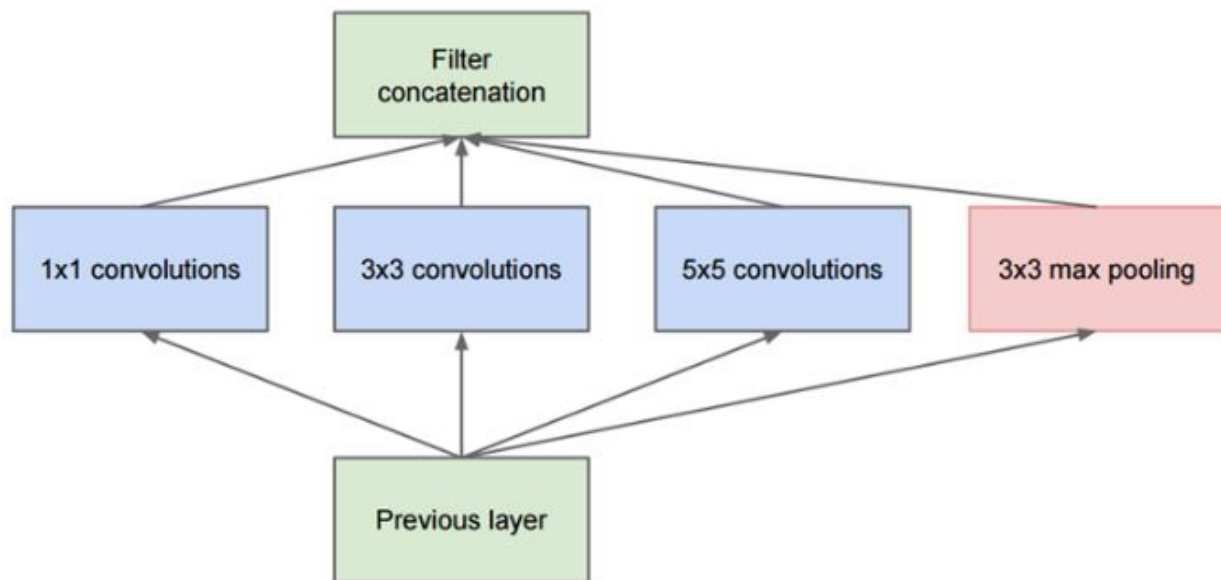 Filter
concatenation
1x1 convolutions
3x3 convolutions
5x5 convolutions
3x3 max pooling
Previous layer